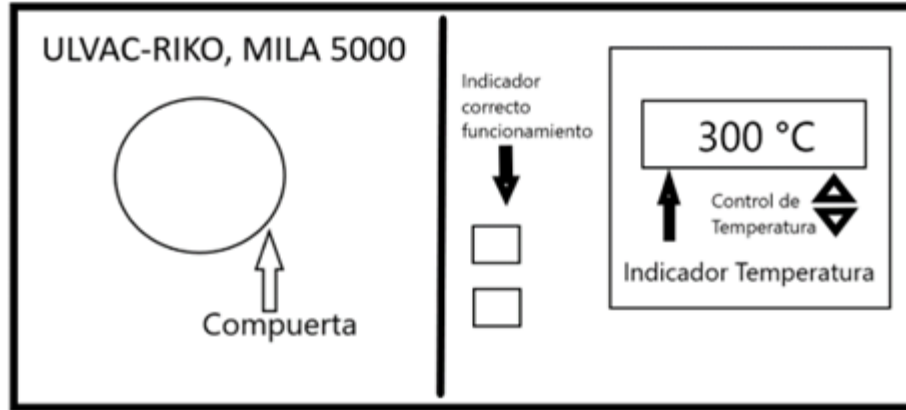 ULVAC-RIKO, MILA 5000
Compuerta
Indicador
correcto
funcionamiento
300 °C
Control de
Temperatura
Indicador Temperatura